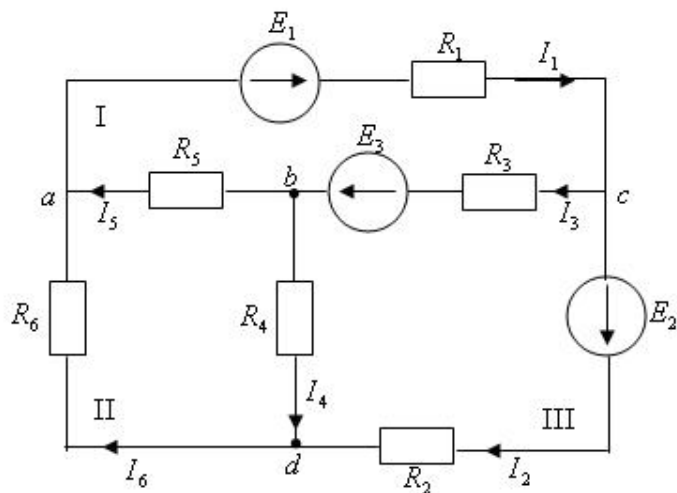 E₁
R₁
I₁
I
E₃
R₅
R₃
b
a
I₅
I₃
c
R₆
R₄
E₂
I₄
II
III
I₆
d
R₂
I₂